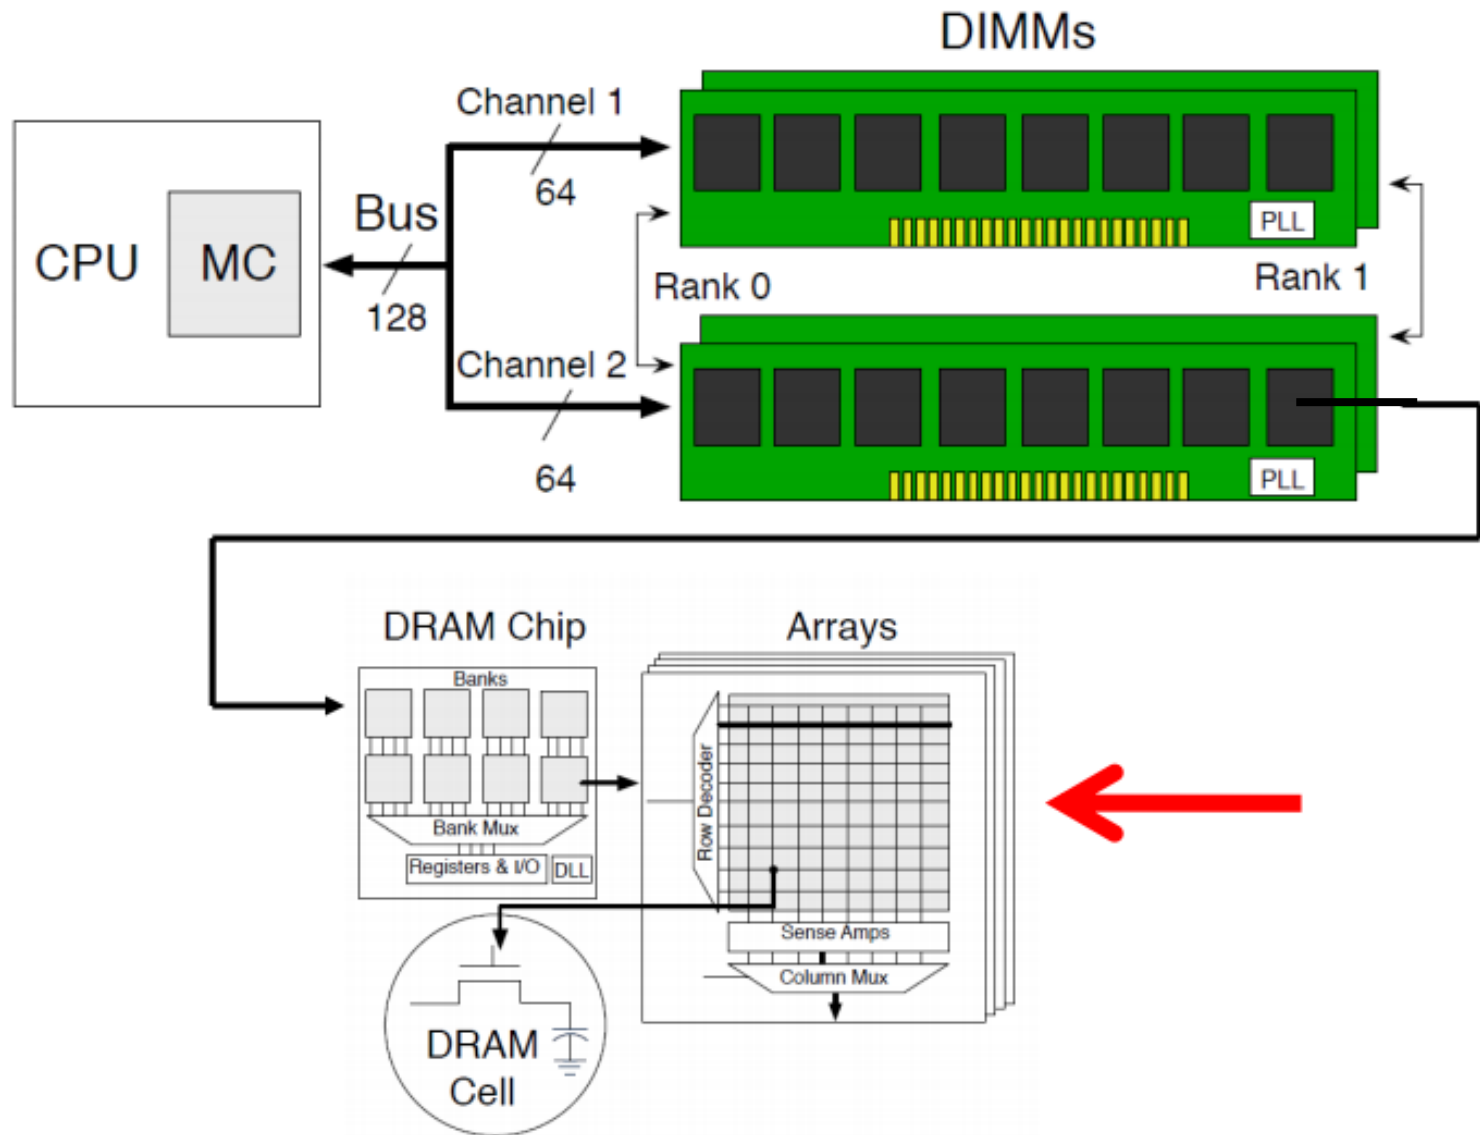 DIMMs
Channel 1
64
Bus
CPU
MC
128
PLL
Rank 0
Rank 1
Channel 2
64
PLL
DRAM Chip
Arrays
Banks
Bank Mux
Registers & I/O
DLL
Row Decoder
Sense Amps
Column Mux
DRAM
Cell